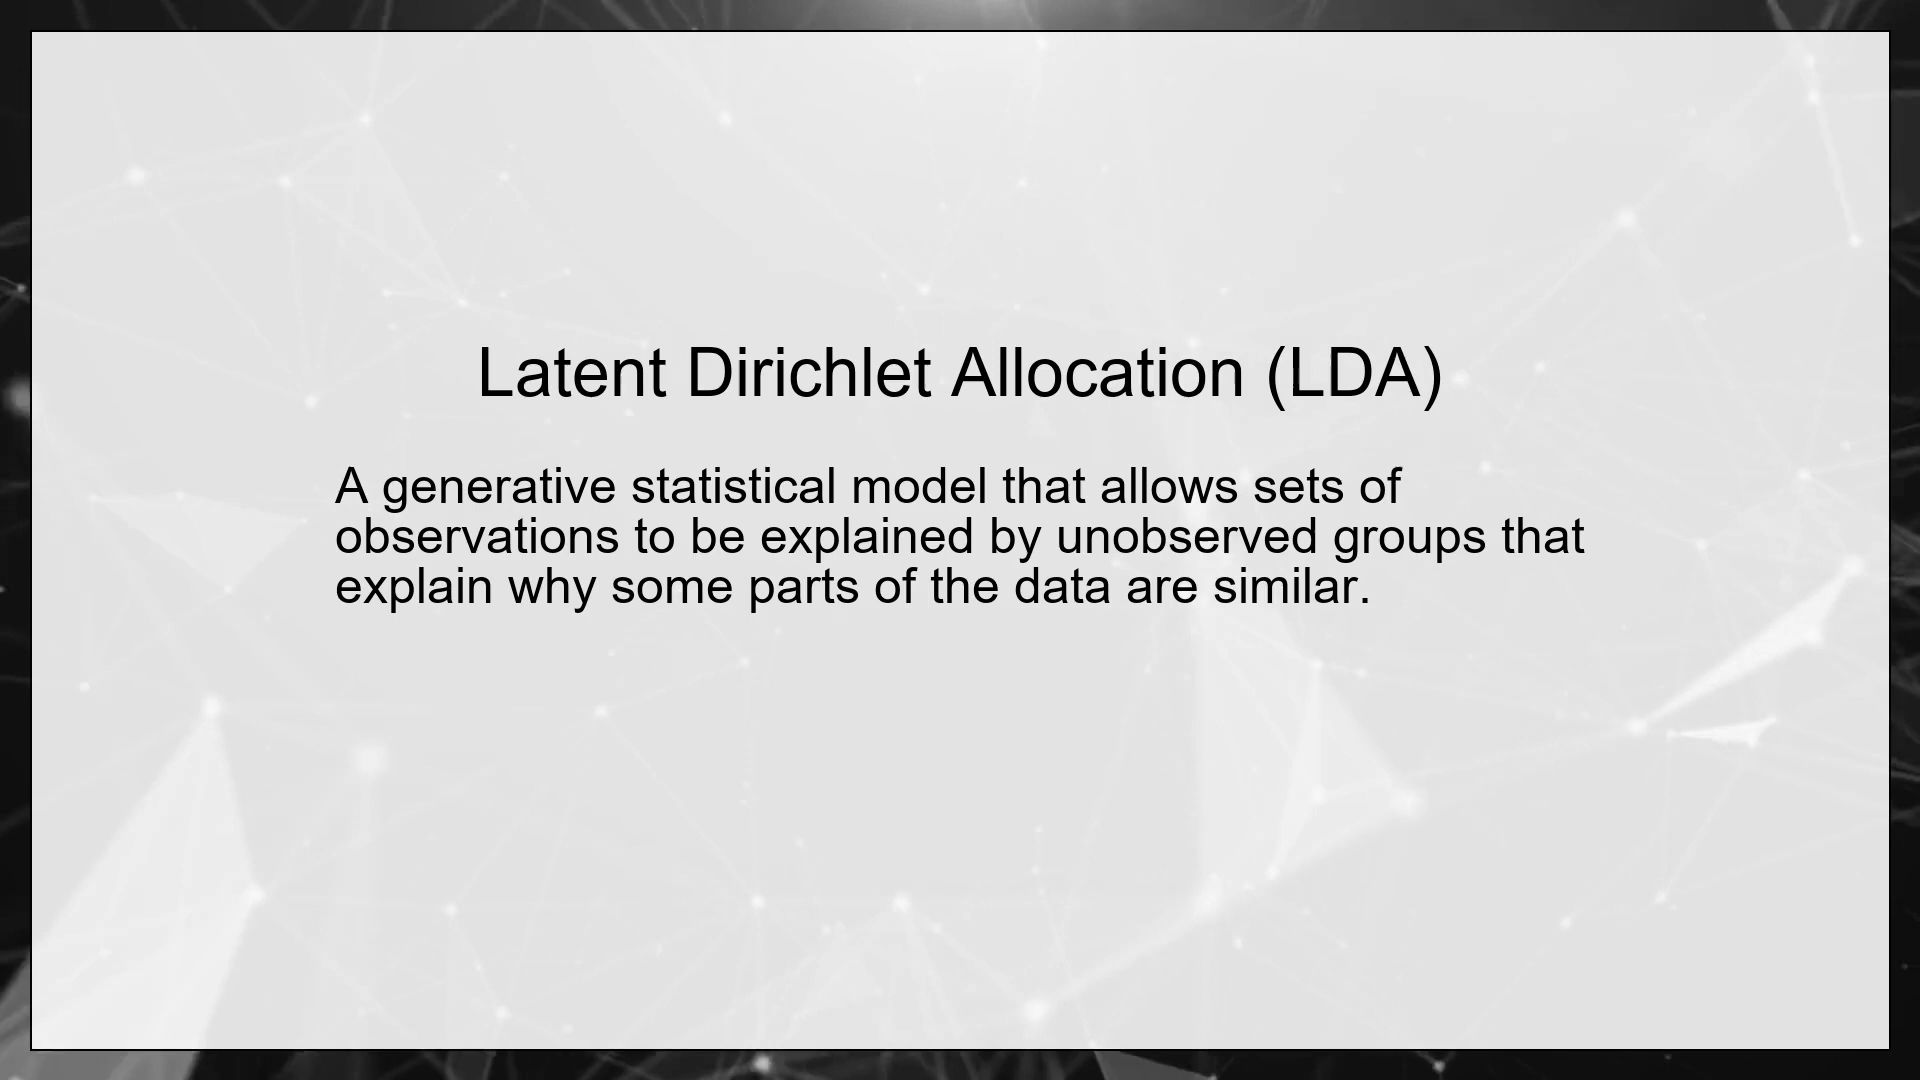 Latent Dirichlet Allocation (LDA)
A generative statistical model that allows sets of
observations to be explained by unobserved groups that
explain why some parts of the data are similar.